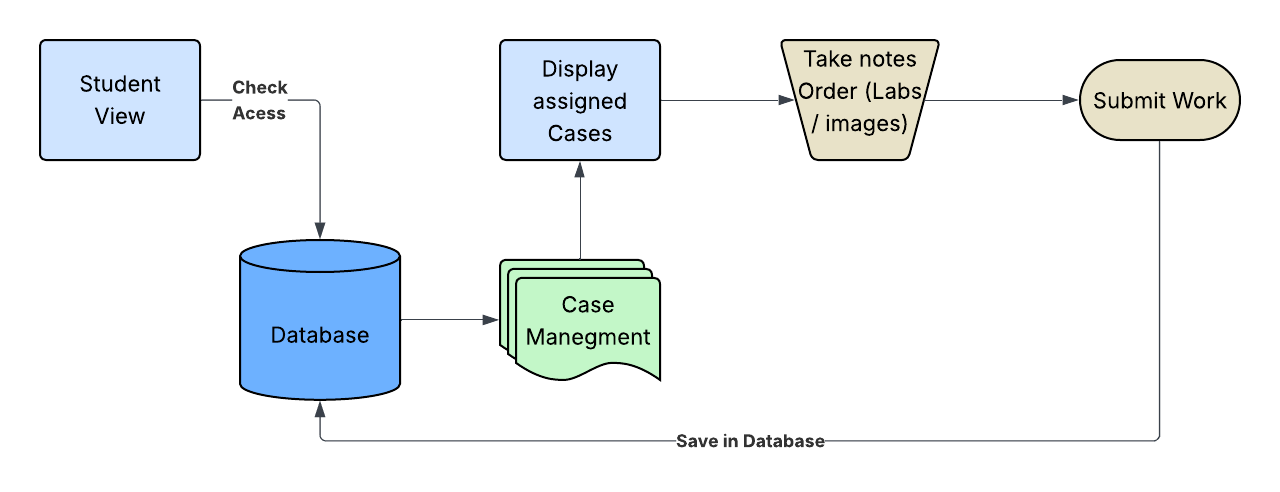 Student
View
Check
Acess
Display
assigned
Cases
Take notes
Order (Labs
/ images)
Submit Work
Database
Case
Manegment
Save in Database